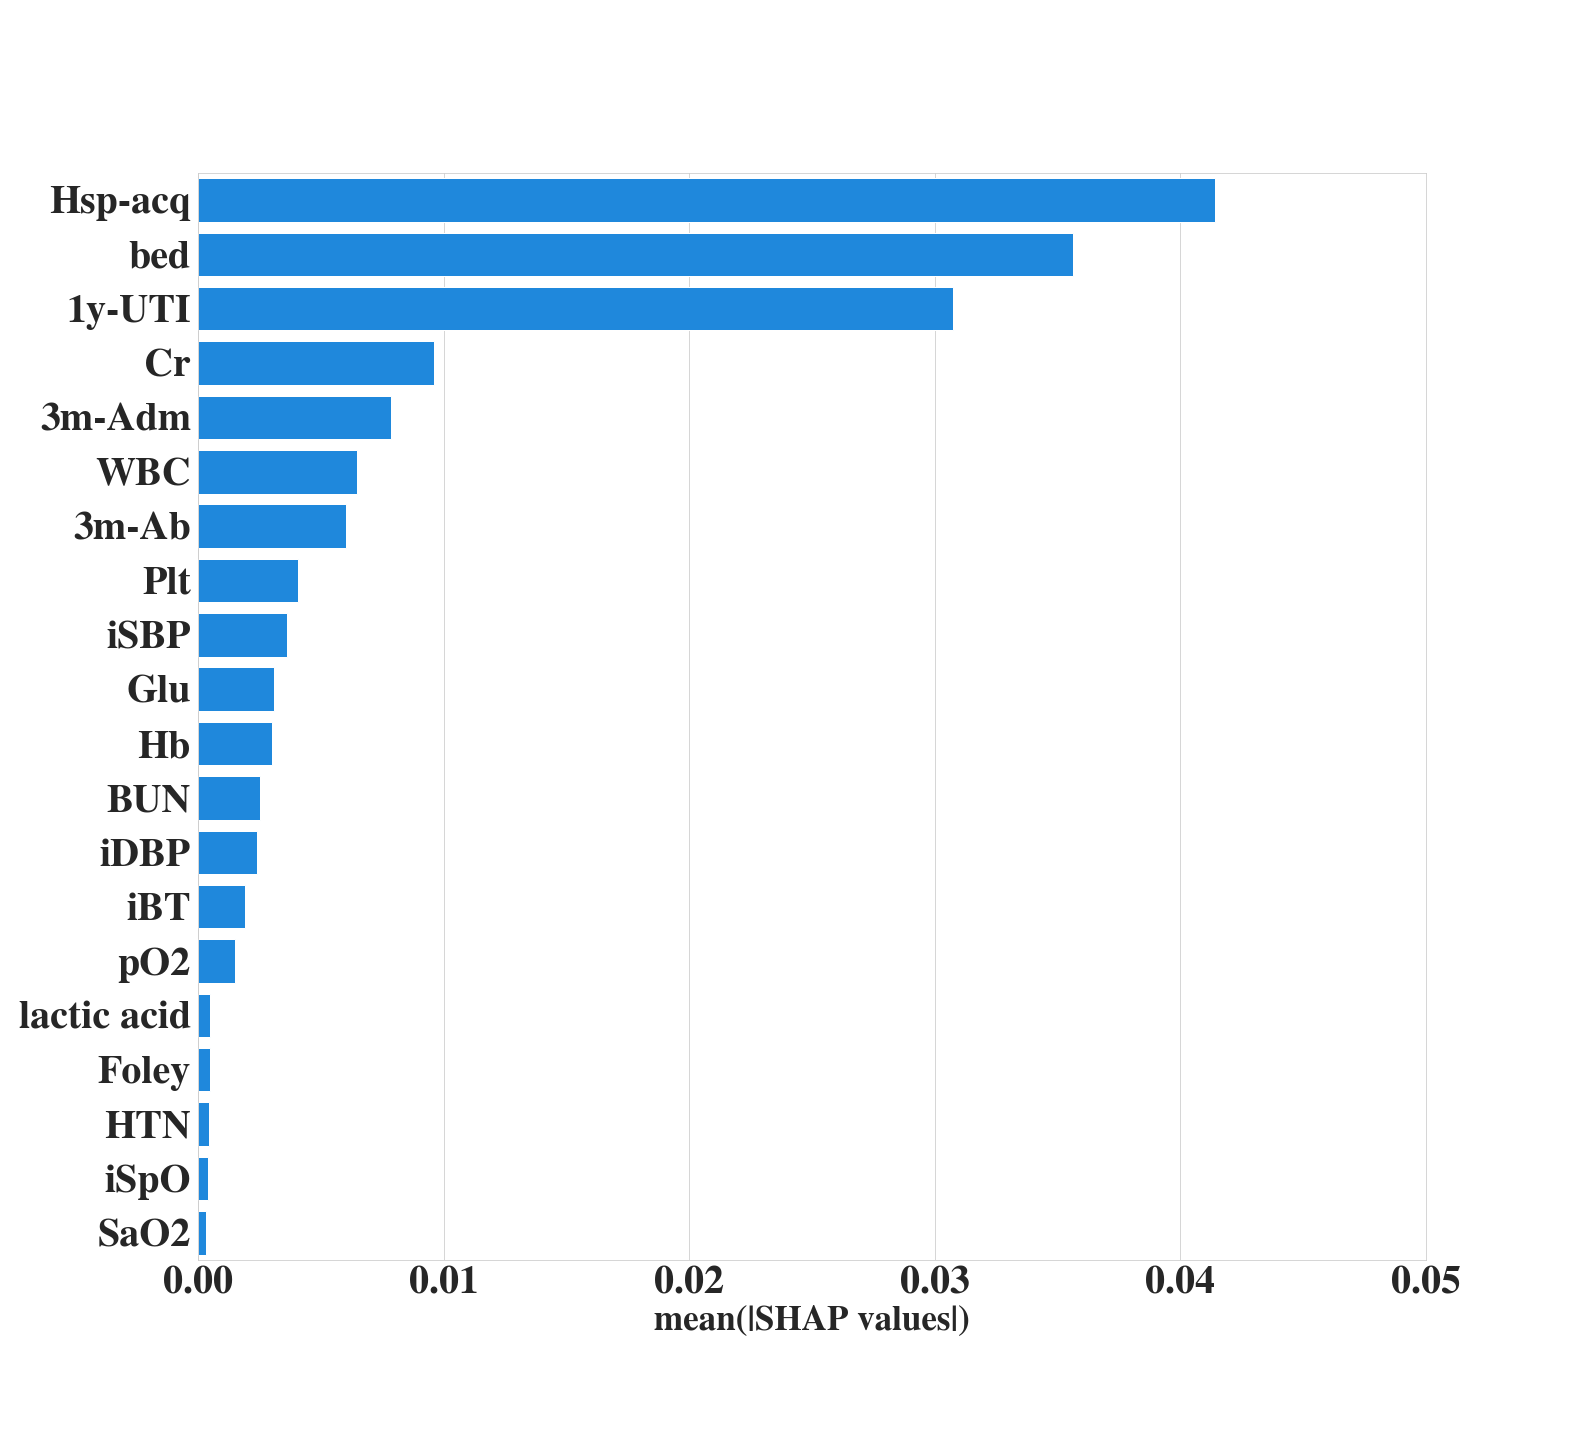 Hsp-acq
bed
1y-UTI
Cr
3m-Adm
WBC
3m-Ab
Plt
iSBP
Glu
Hb
BUN
iDBP
iBT
pO2
lactic acid
Foley
HTN
iSpO
SaO2
0.00 0.01 0.02 0.03 0.04 0.05
mean(|SHAP values|)